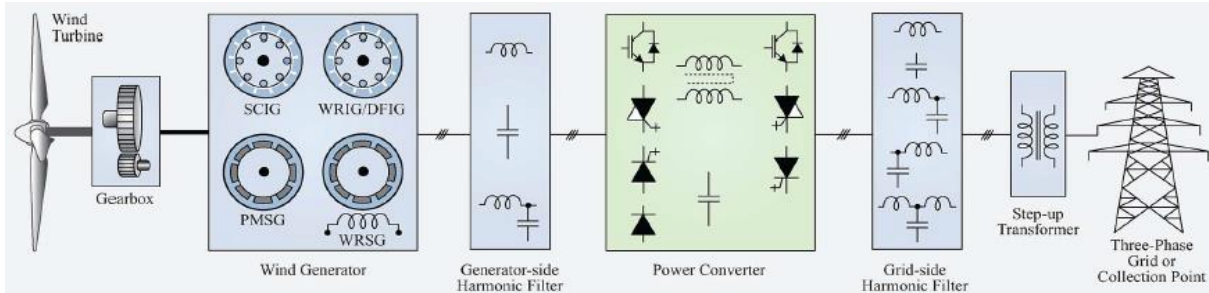 Wind
Turbine
Gearbox
SCIG
WRIG/DFIG
PMSG
WRSG
Wind Generator
Generator-side
Harmonic Filter
Power Converter
Grid-side
Harmonic Filter
Step-up
Transformer
Three-Phase
Grid or
Collection Point